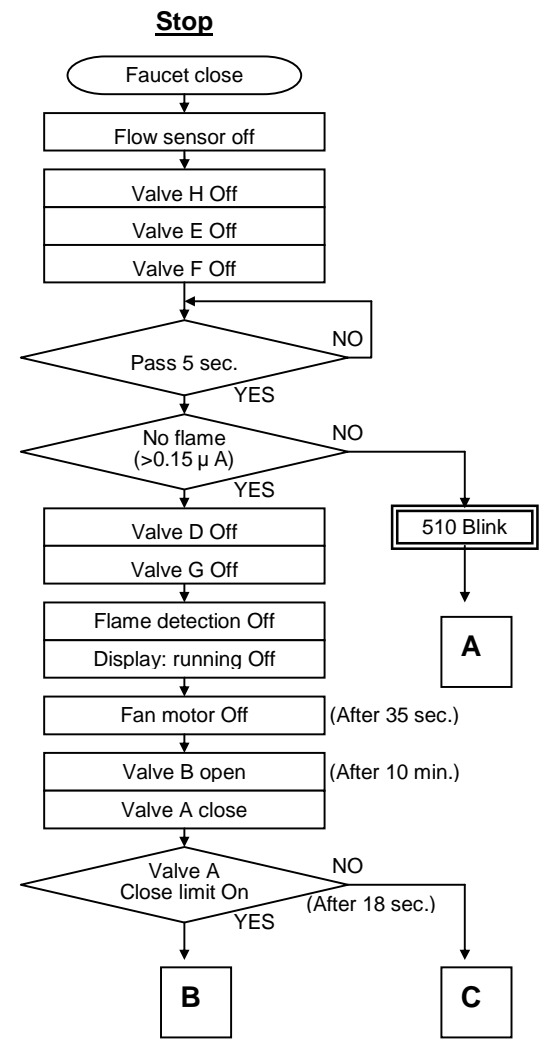 Stop
Faucet close
Flow sensor off
Valve H Off
Valve E Off
Valve F Off
NO
Pass 5 sec.
YES
No flame
(>0.15 μ A)
NO
YES
Valve D Off
510 Blink
Valve G Off
Flame detection Off
Display: running Off
A
Fan motor Off
(After 35 sec.)
Valve B open
(After 10 min.)
Valve A close
Valve A
Close limit On
NO
(After 18 sec.)
YES
B
C